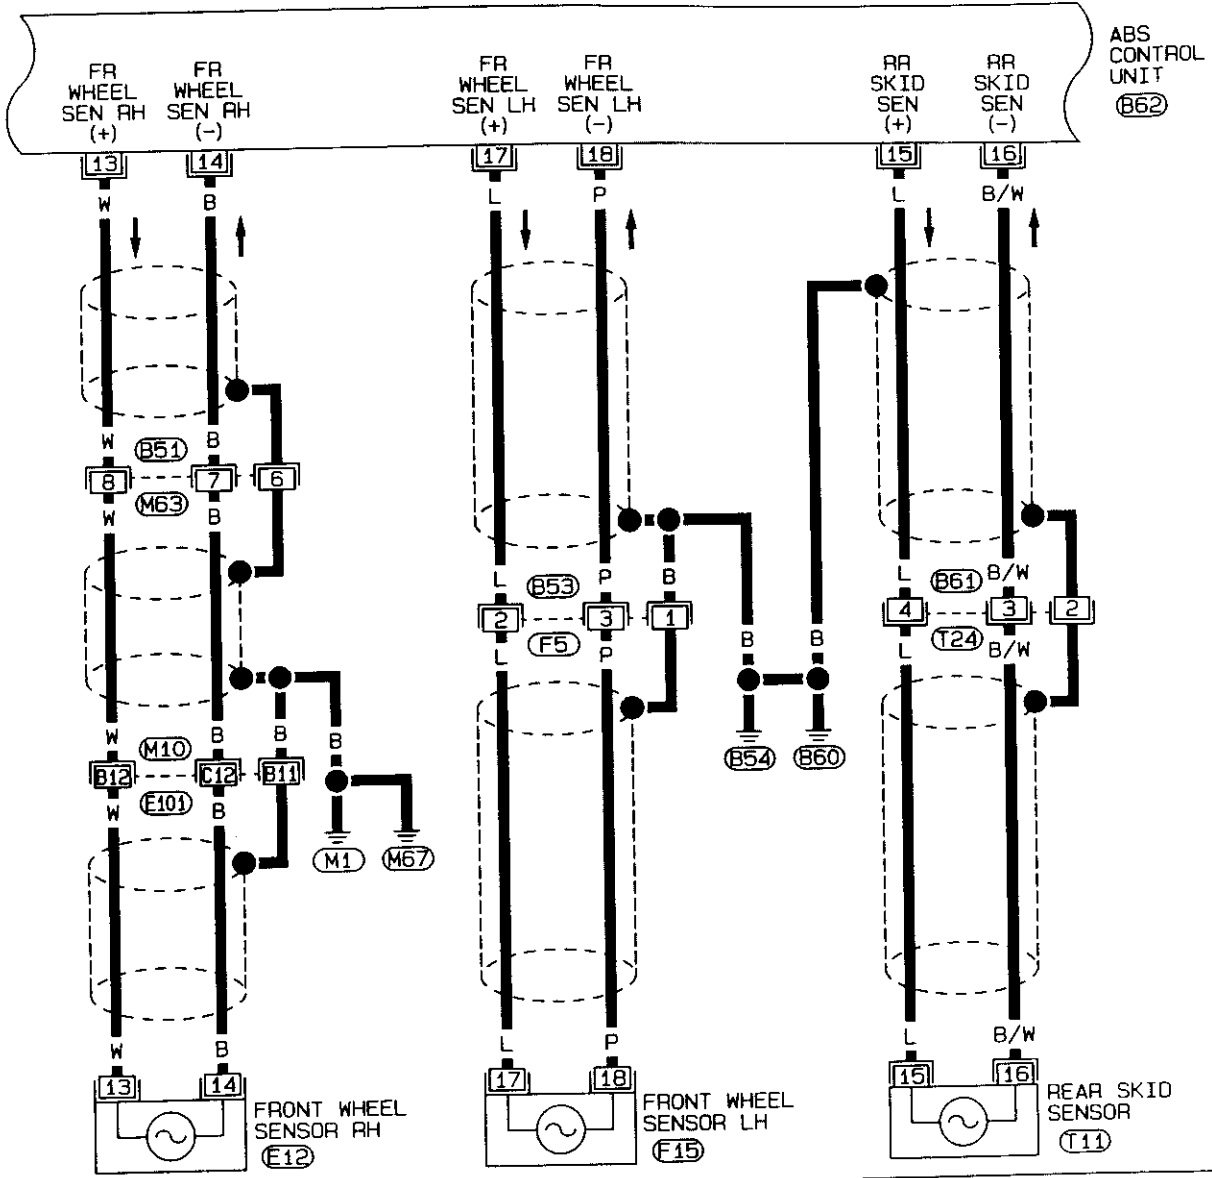 ABS
CONTROL
UNIT
B62
FR
WHEEL
SEN RH
(+)
FR
WHEEL
SEN RH
(-)
FR
WHEEL
SEN LH
(+)
FR
WHEEL
SEN LH
(-)
RR
SKID
SEN
(+)
RR
SKID
SEN
(-)
13
14
17
18
15
16
W
B
L
P
L
B/W
W
B51
B
8
7
6
W
M63
B
L
B53
P
B
L
B61
B/W
2
3
1
4
3
2
L
F5
P
L
T24
B/W
B
B
B54
B60
W
M10
B
B
B
B12
C12
B11
W
E101
B
M1
M67
W
B
L
P
L
B/W
13
14
17
18
15
16
FRONT WHEEL
SENSOR RH
E12
FRONT WHEEL
SENSOR LH
F15
REAR SKID
SENSOR
T11